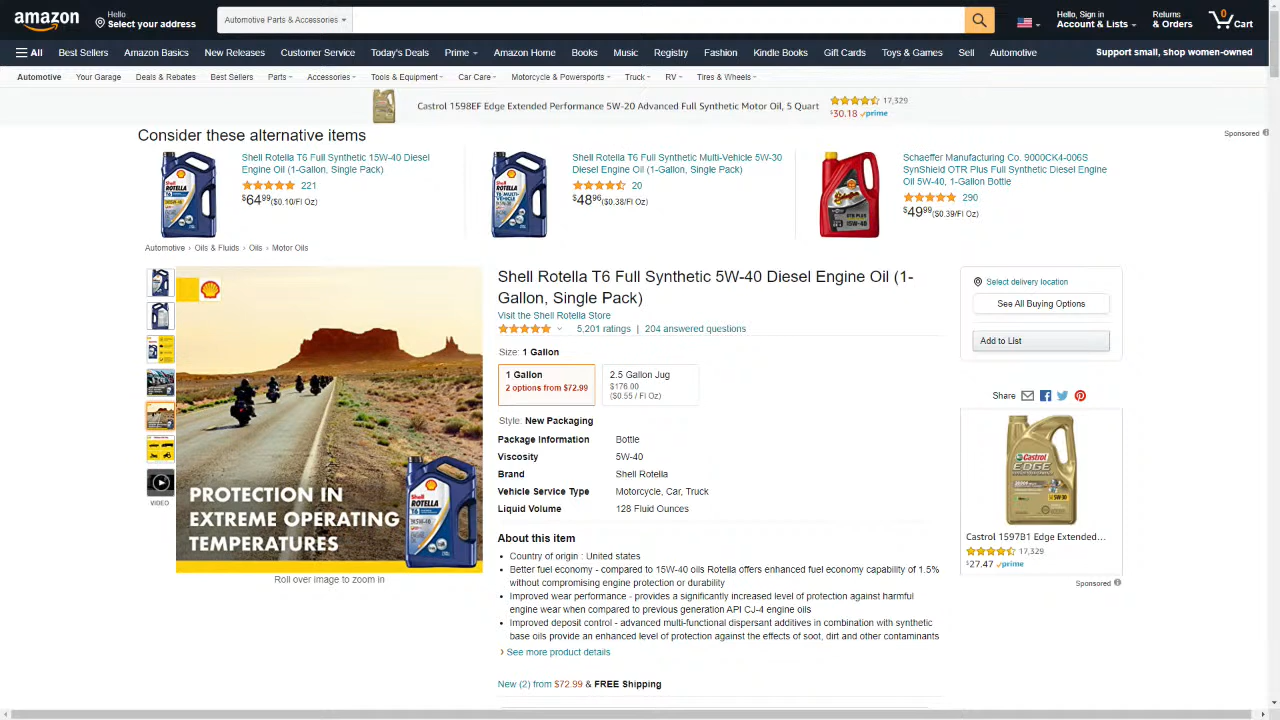 amazon
Hello
Select your address
Automotive Parts & Accessories
Hello, Sign in
Account & Lists
Returns
& Orders
0
Cart
All
Best Sellers
Amazon Basics
New Releases
Customer Service
Today's Deals
Prime
Amazon Home
Books
Music
Registry
Fashion
Kindle Books
Gift Cards
Toys & Games
Sell
Automotive
Support small, shop women-owned
Automotive
Your Garage
Deals & Rebates
Best Sellers
Parts
Accessories
Tools & Equipment
Car Care
Motorcycle & Powersports
Truck
RV
Tires & Wheels
Castrol 1598EF Edge Extended Performance 5W-20 Advanced Full Synthetic Motor Oil, 5 Quart
17,329
$30.18 prime
Consider these alternative items
Sponsored
Shell Rotella T6 Full Synthetic 15W-40 Diesel
Engine Oil (1-Gallon, Single Pack)
221
$64.99($0.10/Fl Oz)
Shell Rotella T6 Full Synthetic Multi-Vehicle 5W-30
Diesel Engine Oil (1-Gallon, Single Pack)
20
$48.96($0.38/Fl Oz)
Schaeffer Manufacturing Co. 9000CK4-006S
SynShield OTR Plus Full Synthetic Diesel Engine
Oil 5W-40, 1-Gallon Bottle
290
$49.99($0.39/Fl Oz)
Automotive › Oils & Fluids › Oils › Motor Oils
PROTECTION IN
EXTREME OPERATING
TEMPERATURES
ROTELLA
VIDEO
Roll over image to zoom in
Shell Rotella T6 Full Synthetic 5W-40 Diesel Engine Oil (1-
Gallon, Single Pack)
Visit the Shell Rotella Store
5,201 ratings | 204 answered questions
Size: 1 Gallon
1 Gallon
2 options from $72.99
2.5 Gallon Jug
$176.00
($0.55 / Fl Oz)
Style: New Packaging
Package Information Bottle
Viscosity 5W-40
Brand Shell Rotella
Vehicle Service Type Motorcycle, Car, Truck
Liquid Volume 128 Fluid Ounces
About this item
Country of origin : United states
Better fuel economy - compared to 15W-40 oils Rotella offers enhanced fuel economy capability of 1.5%
without compromising engine protection or durability
Improved wear performance - provides a significantly increased level of protection against harmful
engine wear when compared to previous generation API CJ-4 engine oils
Improved deposit control - advanced multi-functional dispersant additives in combination with synthetic
base oils provide an enhanced level of protection against the effects of soot, dirt and other contaminants
› See more product details
New (2) from $72.99 & FREE Shipping
Select delivery location
See All Buying Options
Add to List
Share
Castrol
EDGE
Castrol 1597B1 Edge Extended...
17,329
$27.47 prime
Sponsored